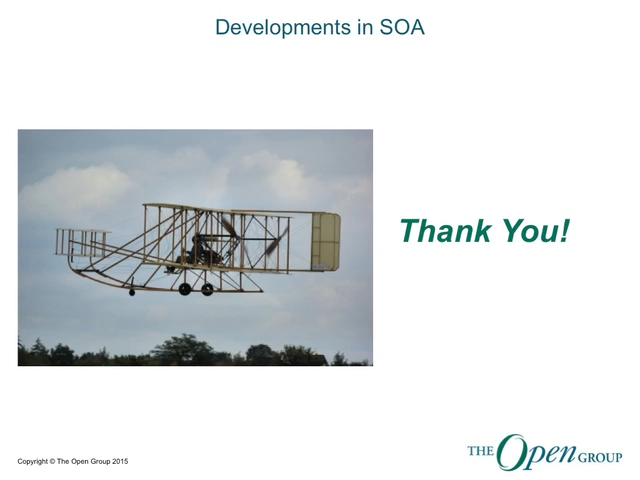 Developments in SOA
Thank You!
Copyright © The Open Group 2015
THE Open GROUP